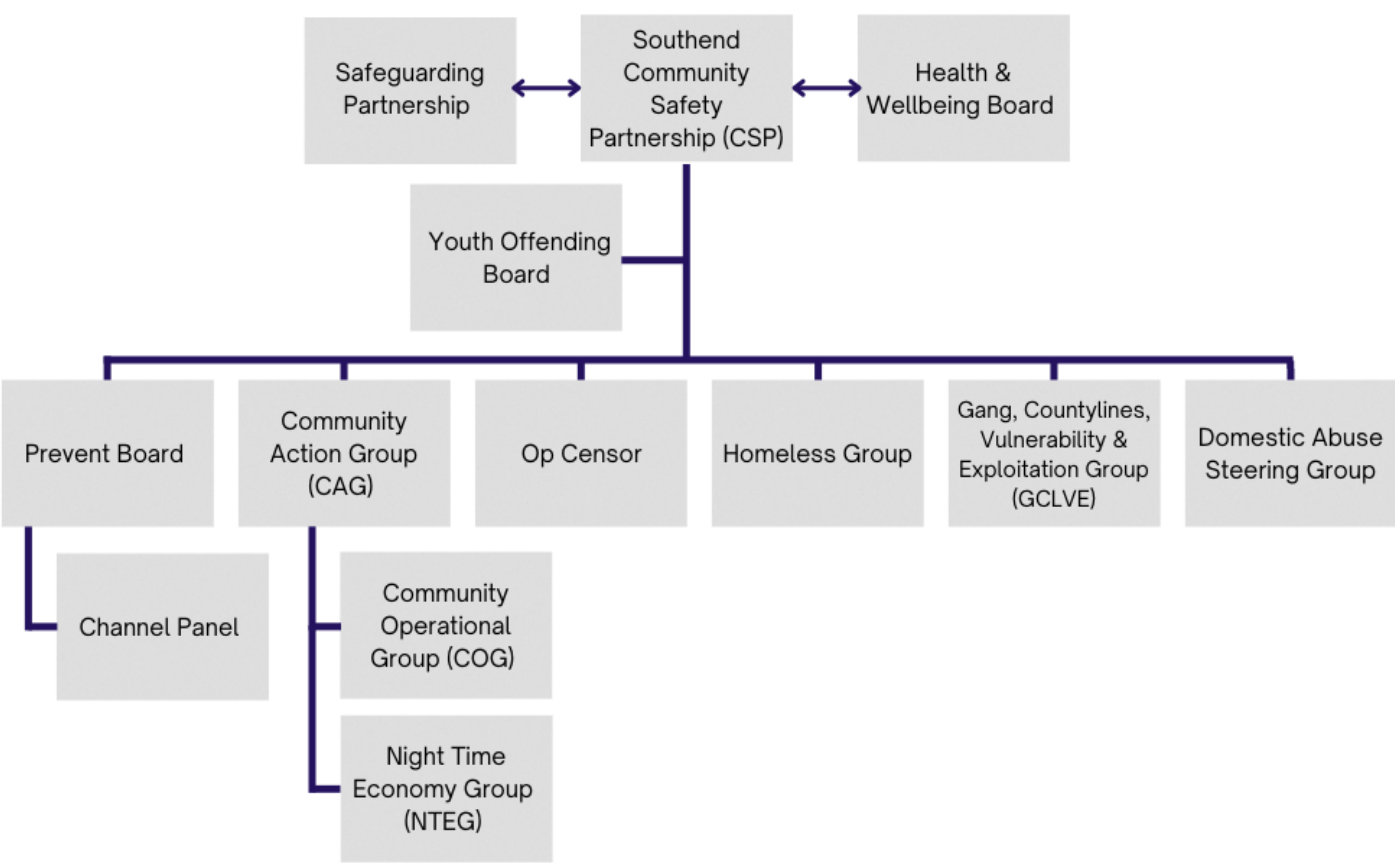 Safeguarding
Partnership
Southend
Community
Safety
Partnership (CSP)
Health &
Wellbeing Board
Youth Offending
Board
Prevent Board
Community
Action Group
(CAG)
Op Censor
Homeless Group
Gang, Countylines,
Vulnerability &
Exploitation Group
(GCLVE)
Domestic Abuse
Steering Group
Channel Panel
Community
Operational
Group (COG)
Night Time
Economy Group
(NTEG)